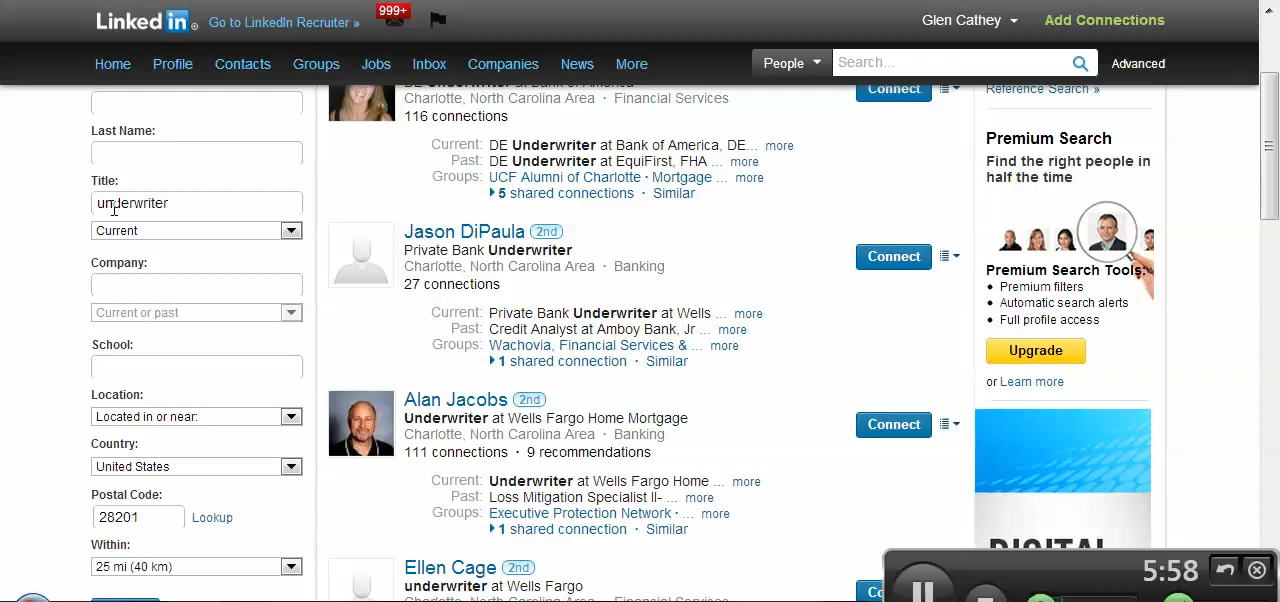 Linked in ® Go to LinkedIn Recruiter » 999+ Glen Cathey Add Connections
Home Profile Contacts Groups Jobs Inbox Companies News More People Search... Advanced
Last Name:
Title:
underwriter
Current
Company:
Current or past
School:
Location:
Located in or near:
Country:
United States
Postal Code:
28201 Lookup
Within:
25 mi (40 km)
DE Underwriter at Bank of America
Connect
Charlotte, North Carolina Area · Financial Services
116 connections
Current: DE Underwriter at Bank of America, DE... more
Past: DE Underwriter at EquiFirst, FHA ... more
Groups: UCF Alumni of Charlotte · Mortgage ... more
5 shared connections · Similar
Jason DiPaula 2nd
Private Bank Underwriter
Connect
Charlotte, North Carolina Area · Banking
27 connections
Current: Private Bank Underwriter at Wells ... more
Past: Credit Analyst at Amboy Bank, Jr ... more
Groups: Wachovia, Financial Services & ... more
1 shared connection · Similar
Alan Jacobs 2nd
Underwriter at Wells Fargo Home Mortgage
Connect
Charlotte, North Carolina Area · Banking
111 connections · 9 recommendations
Current: Underwriter at Wells Fargo Home ... more
Past: Loss Mitigation Specialist II- ... more
Groups: Executive Protection Network · ... more
1 shared connection · Similar
Ellen Cage 2nd
underwriter at Wells Fargo
Co
Reference Search »
Premium Search
Find the right people in
half the time
Premium Search Tools:
• Premium filters
• Automatic search alerts
• Full profile access
Upgrade
or Learn more
DIGITAL
5:58